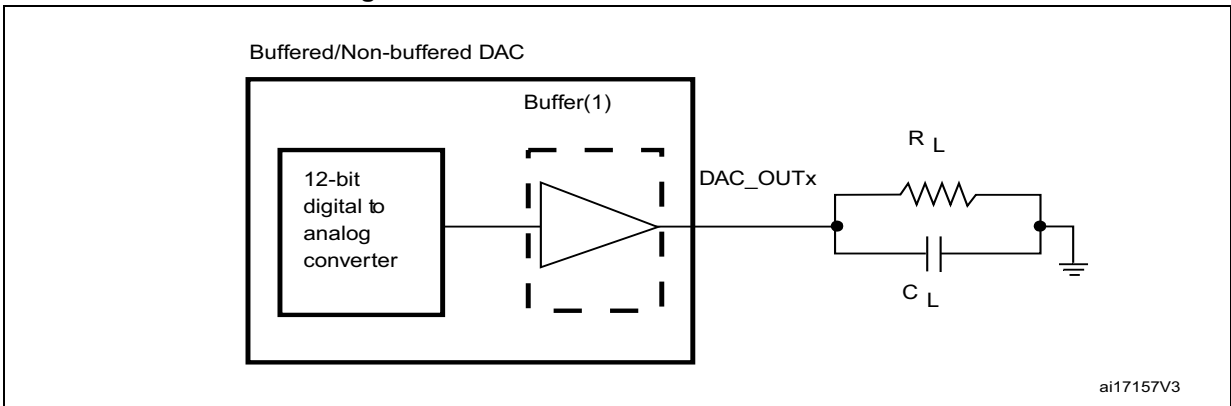 Buffered/Non-buffered DAC
Buffer(1)
12-bit
digital to
analog
converter
DAC_OUTx
R L
C L
ai17157V3